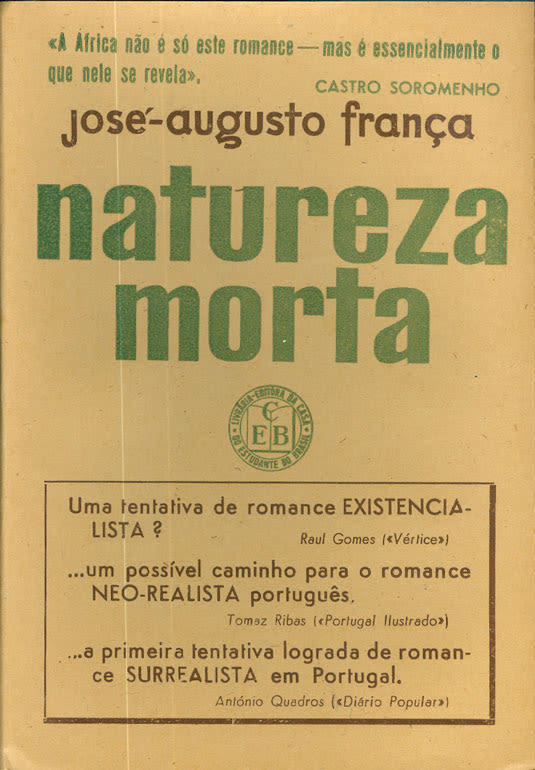 «A África não é só este romance — mas é essencialmente o
que nele se revela».
CASTRO SOROMENHO
josé-augusto frança
natureza
morta
LIVRARIA-EDITORA DA CASA
DO ESTUDANTE DO BRASIL
C
E B
Uma tentativa de romance EXISTENCIA-
LISTA ?
Raul Gomes («Vértice»)
...um possível caminho para o romance
NEO-REALISTA português.
Tomaz Ribas («Portugal Ilustrado»)
...a primeira tentativa lograda de roman-
ce SURREALISTA em Portugal.
António Quadros («Diário Popular»)